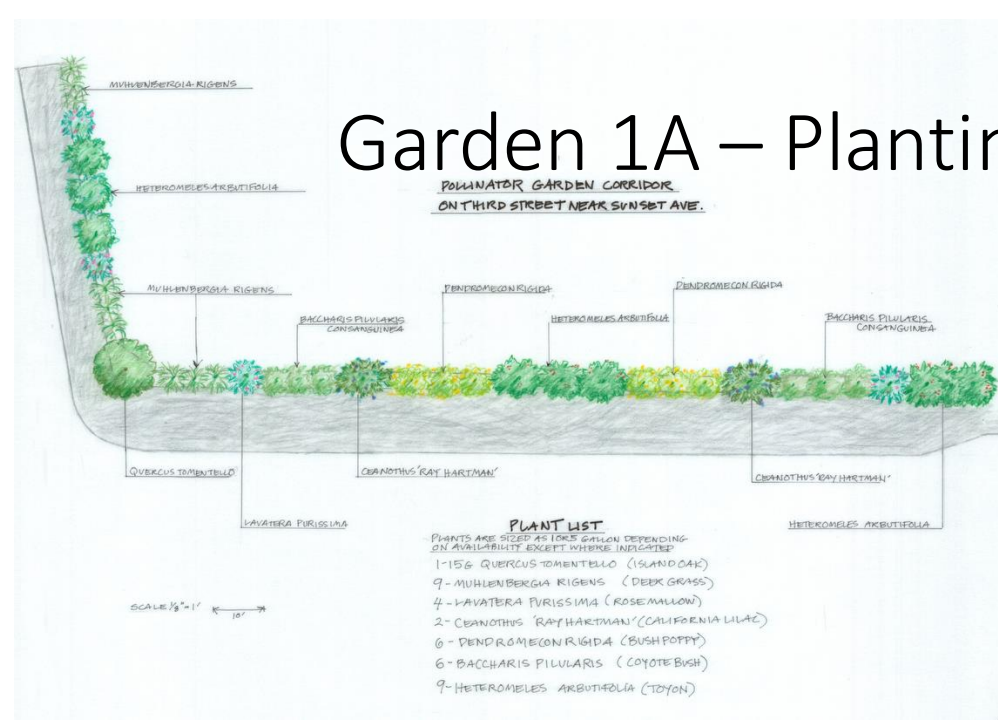 Garden 1A – Plantin
POLLINATOR GARDEN CORRIDOR
ON THIRD STREET NEAR SUNSET AVE.
MUHLENBERGIA RIGENS
HETEROMELES ARBUTIFOLIA
MUHLENBERGIA RIGENS
BACCHARIS PILULARIS
CONSANGUINEA
DENDROMECON RIGIDA
HETEROMELES ARBUTIFOLIA
DENDROMECON RIGIDA
BACCHARIS PILULARIS
CONSANGUINEA
QUERCUS TOMENTELLO
CEANOTHUS 'RAY HARTMAN'
CEANOTHUS 'RAY HARTMAN'
LAVATERA PURISSIMA
HETEROMELES ARBUTIFOLIA
PLANT LIST
PLANTS ARE SIZED AS 1 OR 5 GALLON DEPENDING
ON AVAILABILITY EXCEPT WHERE INDICATED
1-15G QUERCUS TOMENTELLO (ISLAND OAK)
9-MUHLENBERGIA RIGENS (DEER GRASS)
4-LAVATERA PURISSIMA (ROSE MALLOW)
2-CEANOTHUS 'RAY HARTMAN' (CALIFORNIA LILAC)
6-DENDROMECON RIGIDA (BUSH POPPY)
6-BACCHARIS PILULARIS (COYOTE BUSH)
9-HETEROMELES ARBUTIFOLIA (TOYON)
SCALE 1/8"=1'
10'